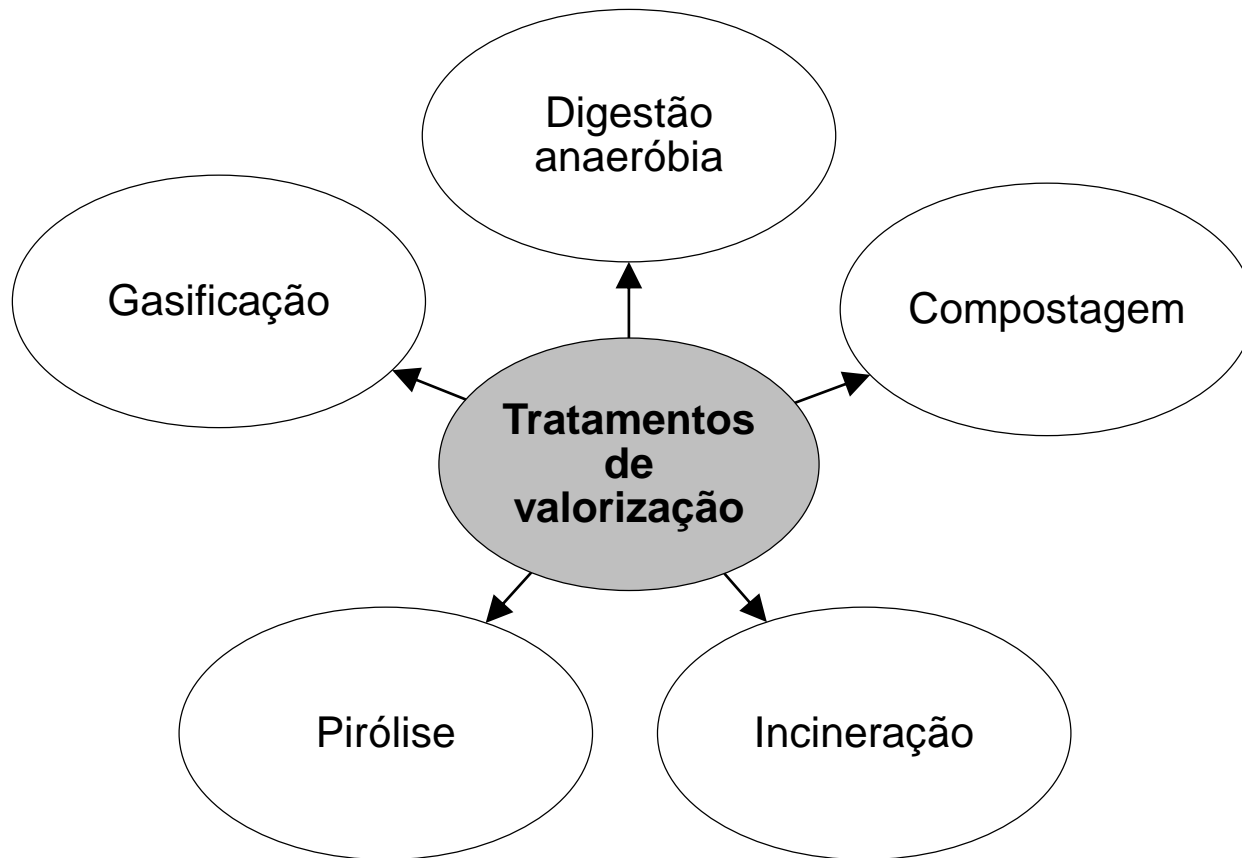 Digestão
anaeróbia
Gasificação
Compostagem
Tratamentos
de
valorização
Pirólise
Incineração